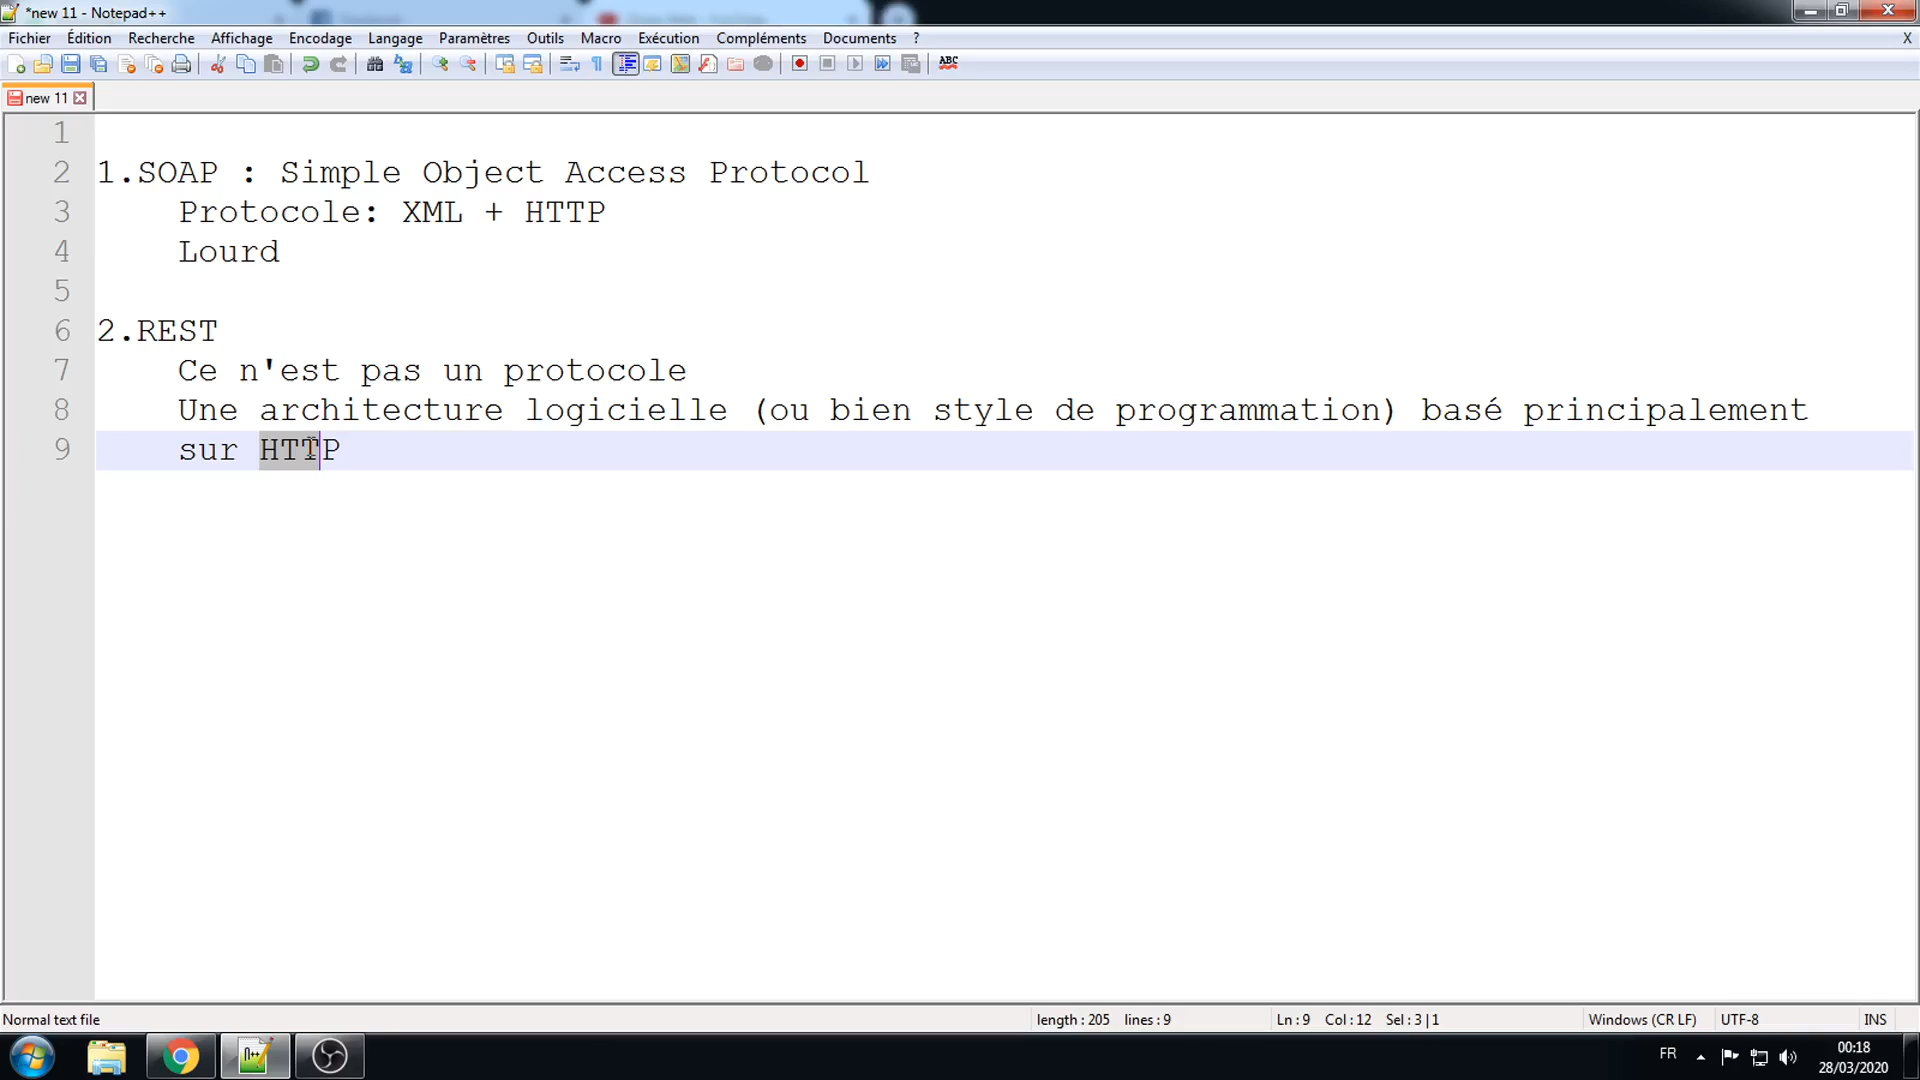 *new 11 - Notepad++
Fichier Édition Recherche Affichage Encodage Langage Paramètres Outils Macro Exécution Compléments Documents ? X
ABC
new 11
1
2 1.SOAP : Simple Object Access Protocol
3 Protocole: XML + HTTP
4 Lourd
5
6 2.REST
7 Ce n'est pas un protocole
8 Une architecture logicielle (ou bien style de programmation) basé principalement
9 sur HTTP
Normal text file length : 205 lines : 9 Ln : 9 Col : 12 Sel : 3 | 1 Windows (CR LF) UTF-8 INS
FR 00:18
28/03/2020